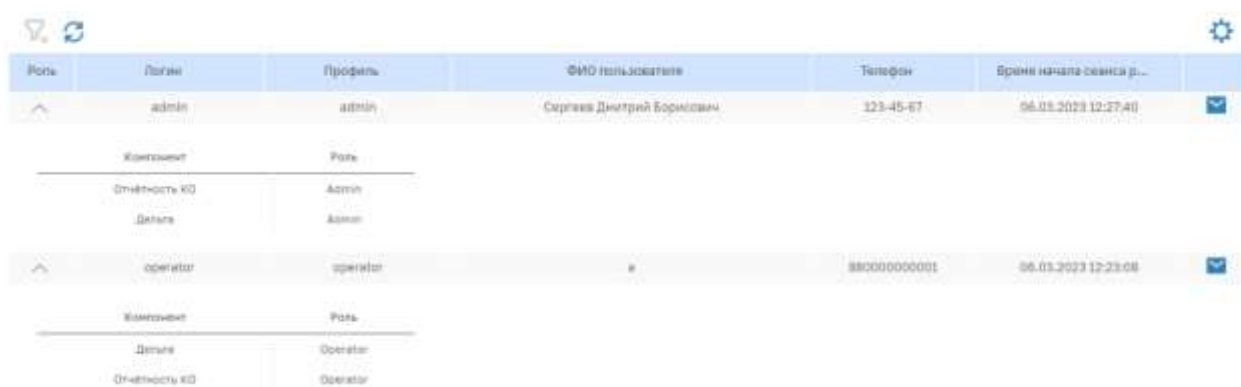 Роль Логин Профиль ФИО пользователя Телефон Время начала сеанса р...
admin admin Сергеев Дмитрий Борисович 123-45-67 06.03.2023 12:27:40
Компонент Роль
Отчётность КО Admin
Дельта Admin
operator operator 880000000001 06.03.2023 12:23:08
Компонент Роль
Дельта Operator
Отчётность КО Operator